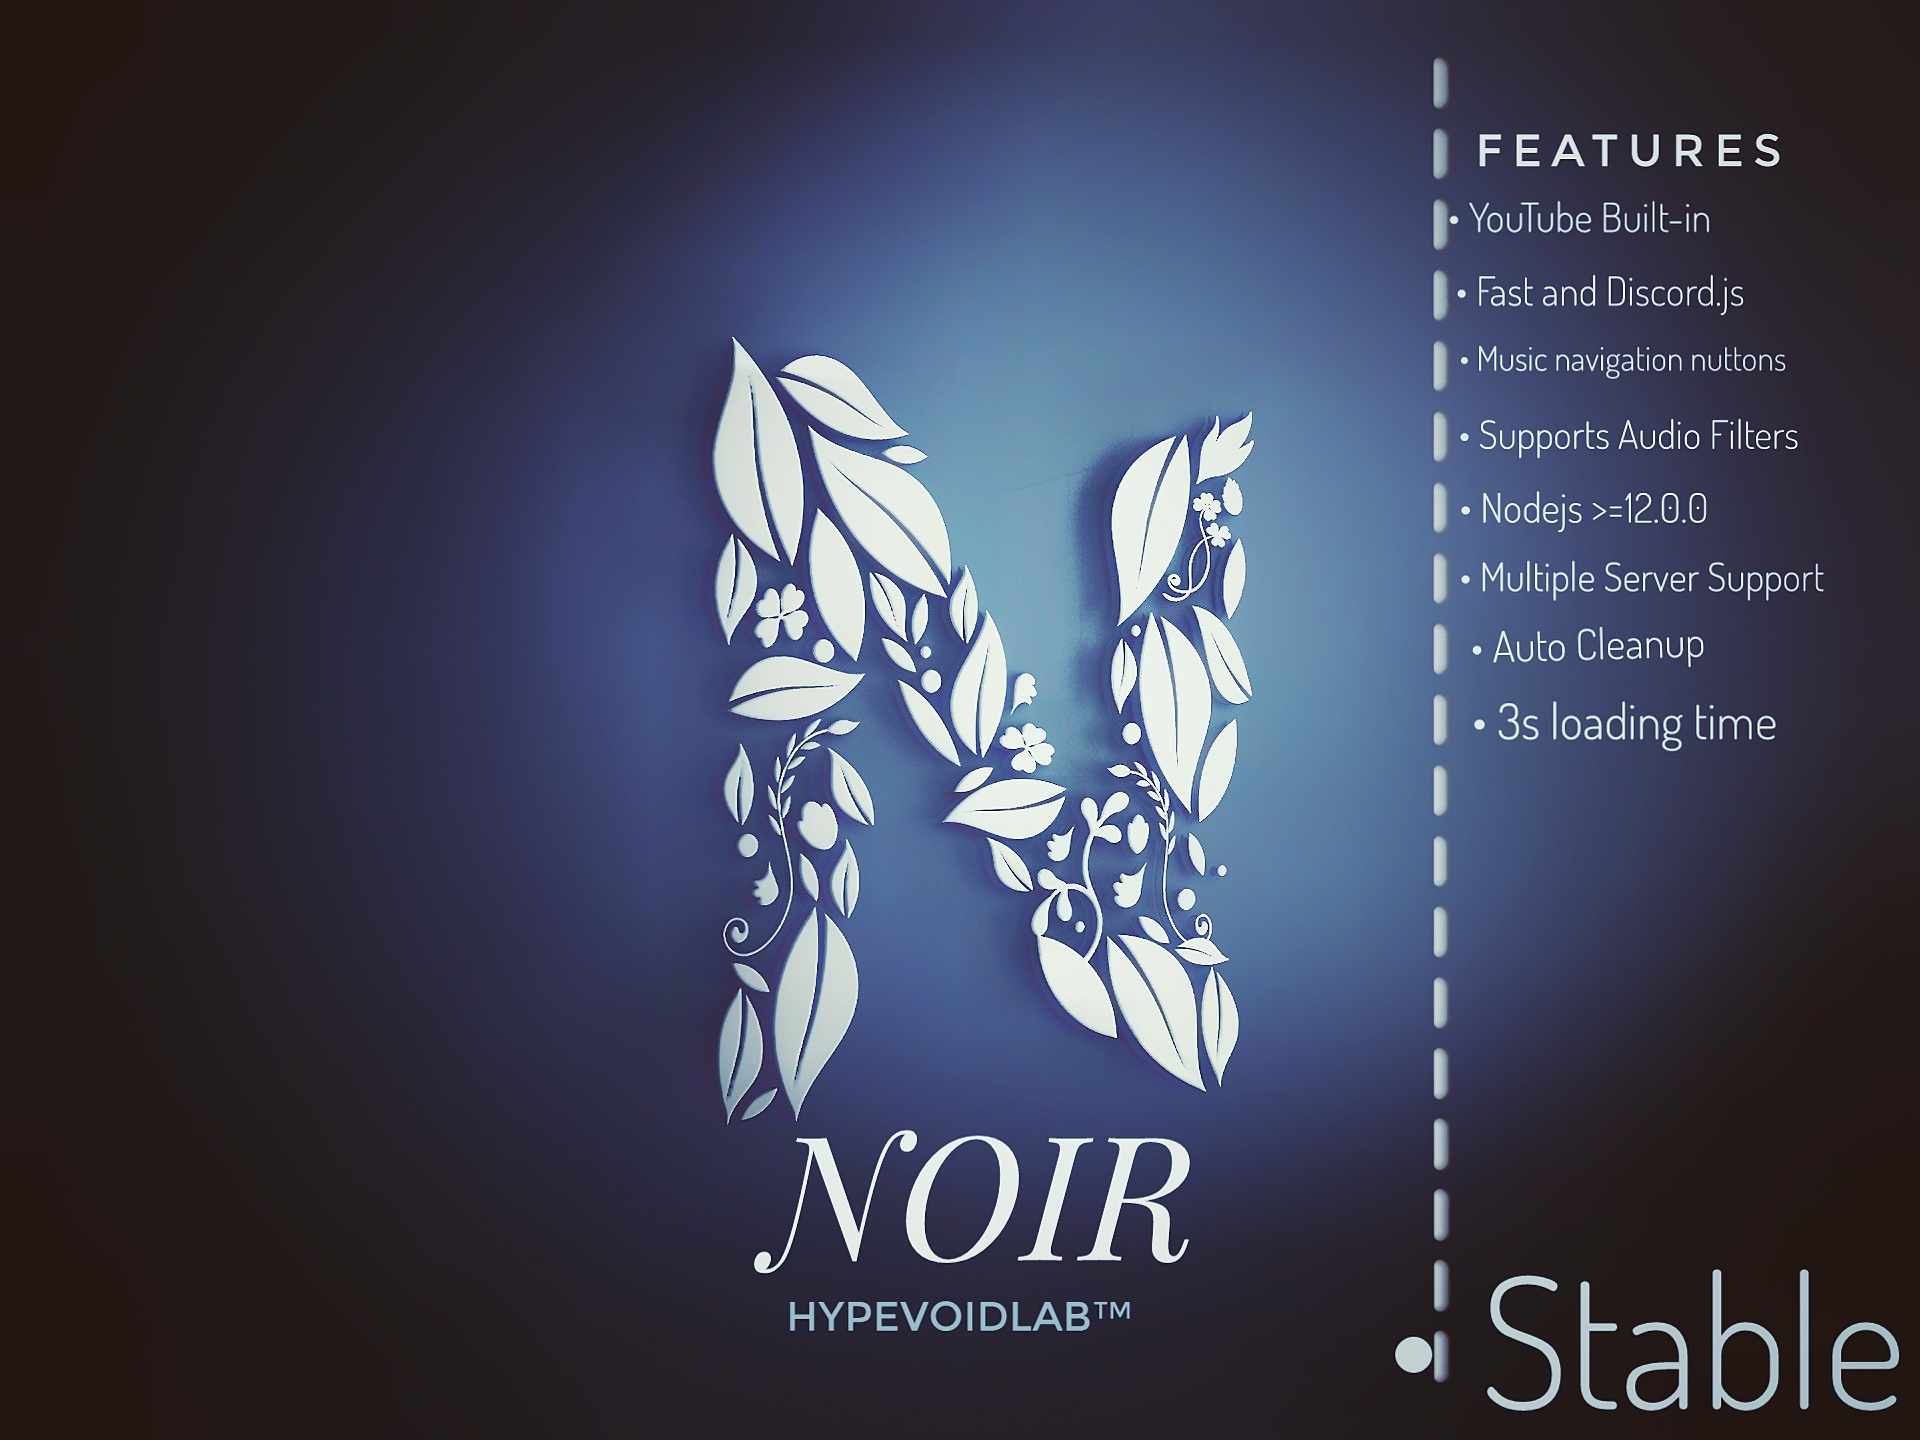 FEATURES
• YouTube Built-in
• Fast and Discord.js
• Music navigation nuttons
• Supports Audio Filters
• Nodejs >=12.0.0
• Multiple Server Support
• Auto Cleanup
• 3s loading time
N
NOIR
HYPEVOIDLAB™
• Stable